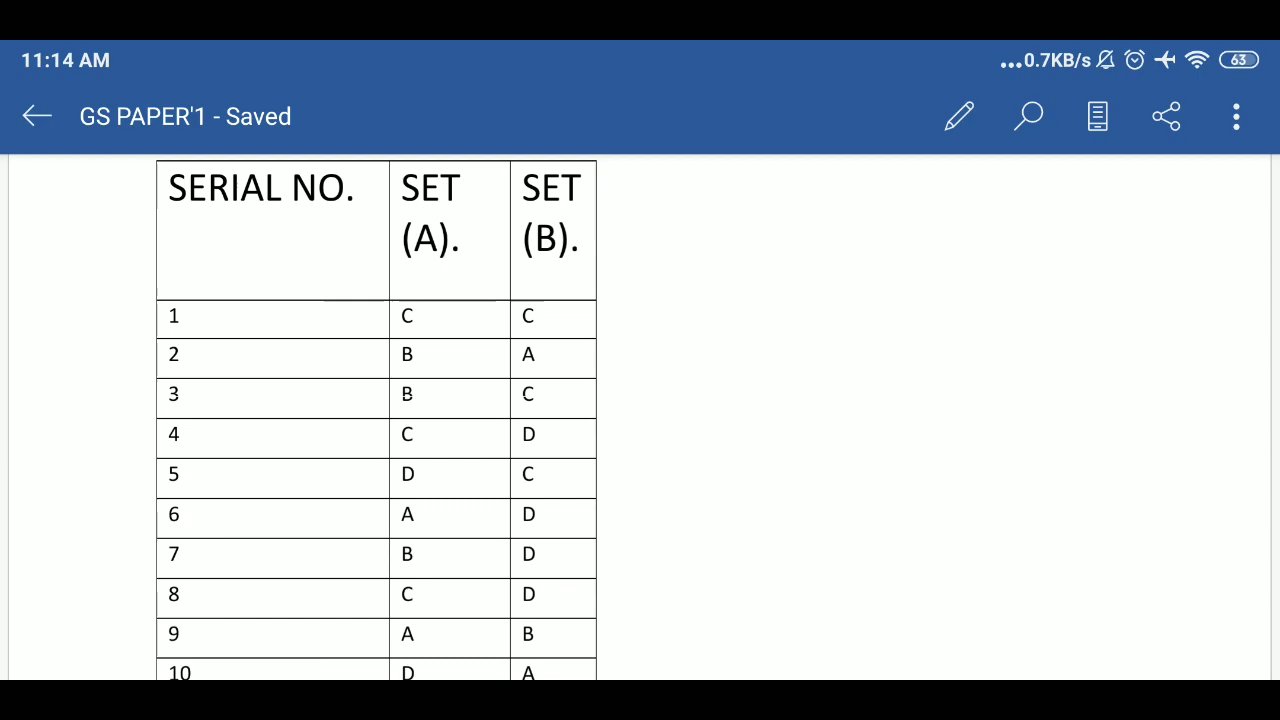 11:14 AM ...0.7KB/s 63
GS PAPER'1 - Saved
SERIAL NO. SET (A). SET (B).
1 C C
2 B A
3 B C
4 C D
5 D C
6 A D
7 B D
8 C D
9 A B
10 D A